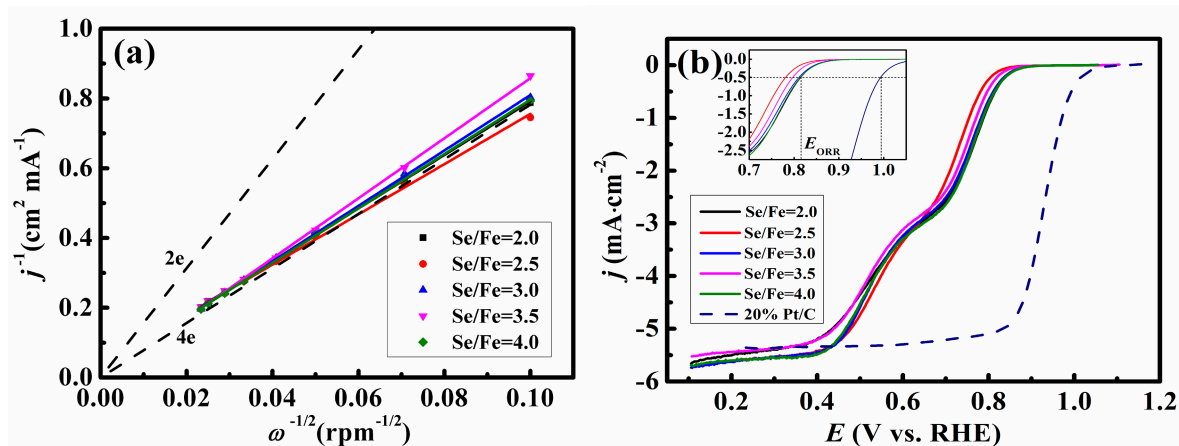 (a)
1.0
0.8
0.6
0.4
0.2
0.0
j⁻¹(cm² mA⁻¹)
2e
4e
Se/Fe=2.0
Se/Fe=2.5
Se/Fe=3.0
Se/Fe=3.5
Se/Fe=4.0
0.00 0.02 0.04 0.06 0.08 0.10
ω⁻¹/²(rpm⁻¹/²)
(b)
0
-1
-2
-3
-4
-5
-6
j (mA·cm⁻²)
0.0
-0.5
-1.0
-1.5
-2.0
-2.5
E_ORR
0.7 0.8 0.9 1.0
Se/Fe=2.0
Se/Fe=2.5
Se/Fe=3.0
Se/Fe=3.5
Se/Fe=4.0
20% Pt/C
0.2 0.4 0.6 0.8 1.0 1.2
E (V vs. RHE)